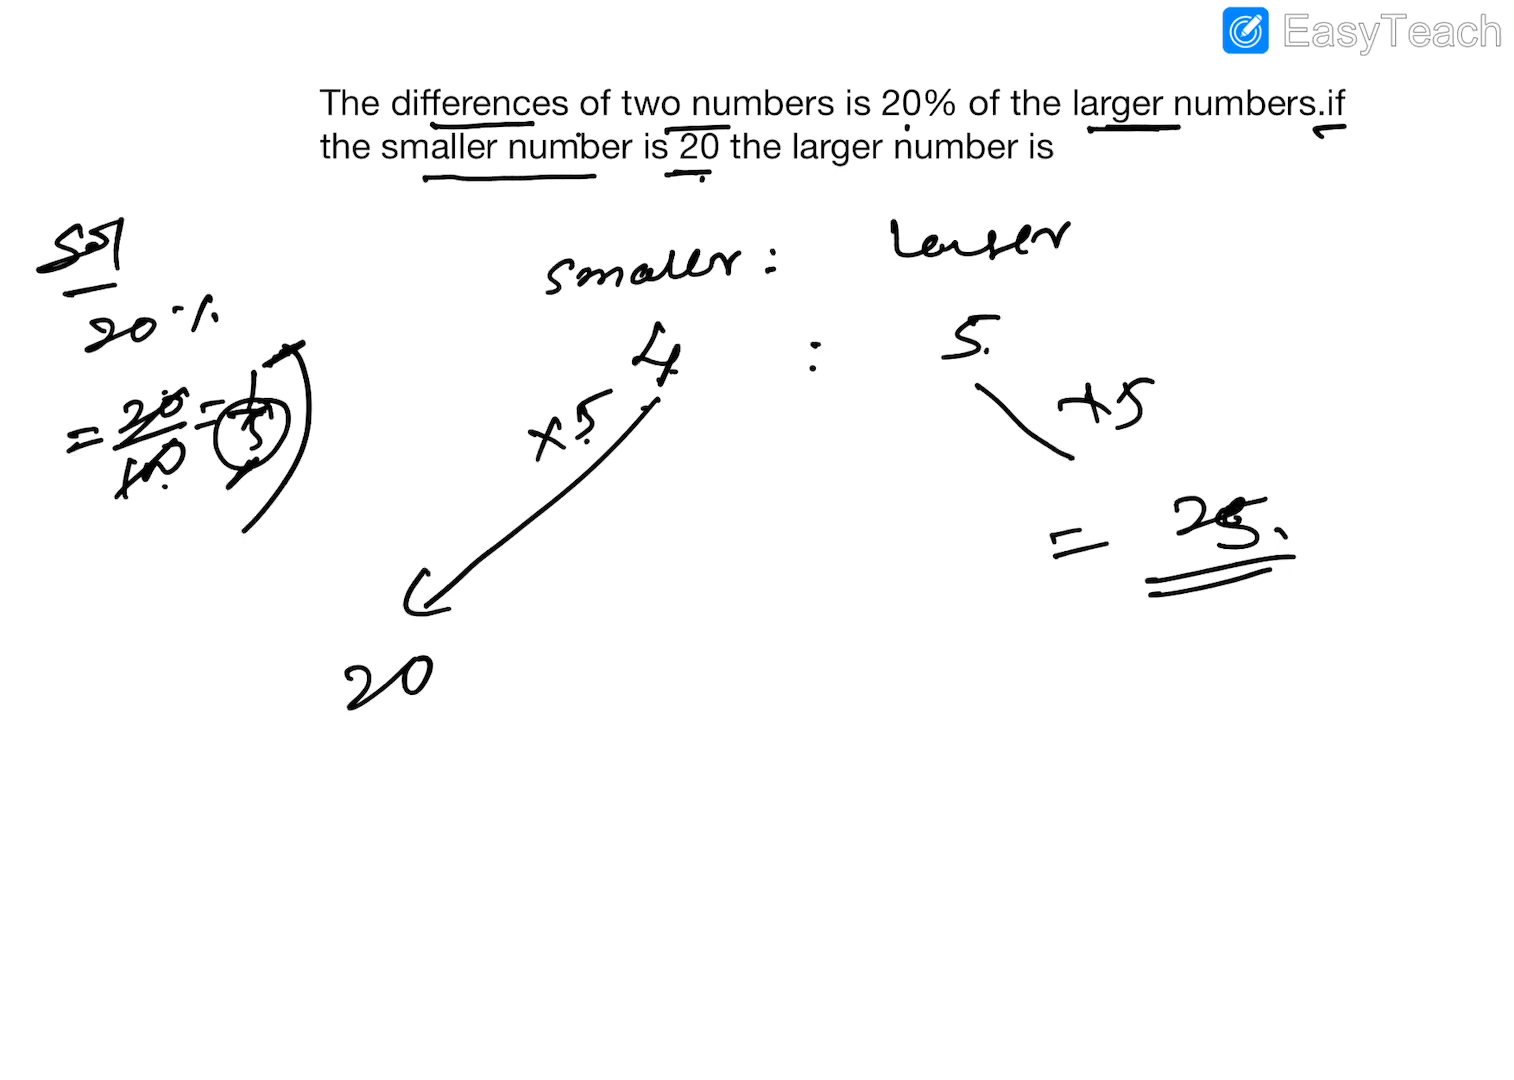 EasyTeach
The differences of two numbers is 20% of the larger numbers.if
the smaller number is 20 the larger number is
Sol
smaller : larger
20%
4 : 5.
= 20/100 = 1/5
×5 ×5
= 25.
20